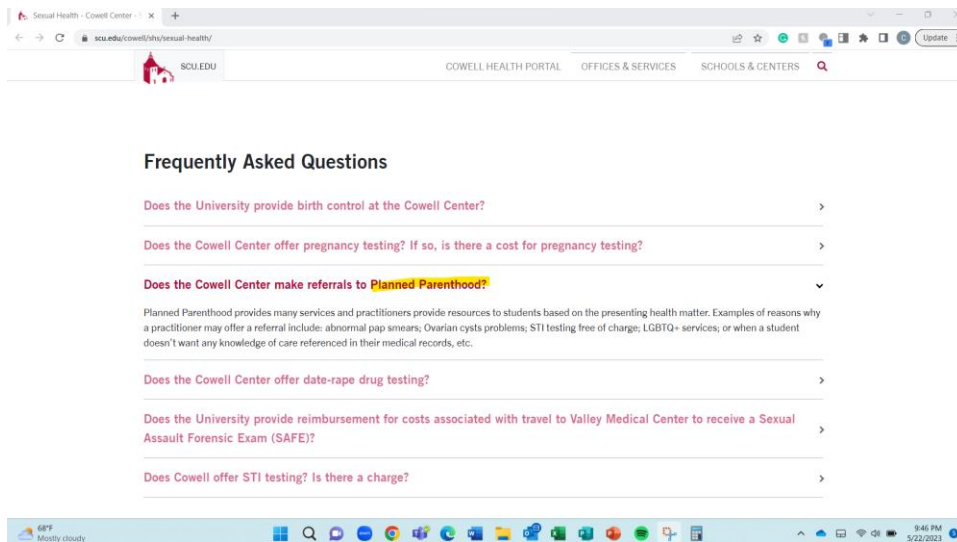 Sexual Health - Cowell Center -
scu.edu/cowell/shs/sexual-health/
Update
SCU.EDU
COWELL HEALTH PORTAL OFFICES & SERVICES SCHOOLS & CENTERS
Frequently Asked Questions
Does the University provide birth control at the Cowell Center?
Does the Cowell Center offer pregnancy testing? If so, is there a cost for pregnancy testing?
Does the Cowell Center make referrals to Planned Parenthood?
Planned Parenthood provides many services and practitioners provide resources to students based on the presenting health matter. Examples of reasons why
a practitioner may offer a referral include: abnormal pap smears; Ovarian cysts problems; STI testing free of charge; LGBTQ+ services; or when a student
doesn't want any knowledge of care referenced in their medical records, etc.
Does the Cowell Center offer date-rape drug testing?
Does the University provide reimbursement for costs associated with travel to Valley Medical Center to receive a Sexual
Assault Forensic Exam (SAFE)?
Does Cowell offer STI testing? Is there a charge?
68°F
Mostly cloudy
9:46 PM
5/22/2023